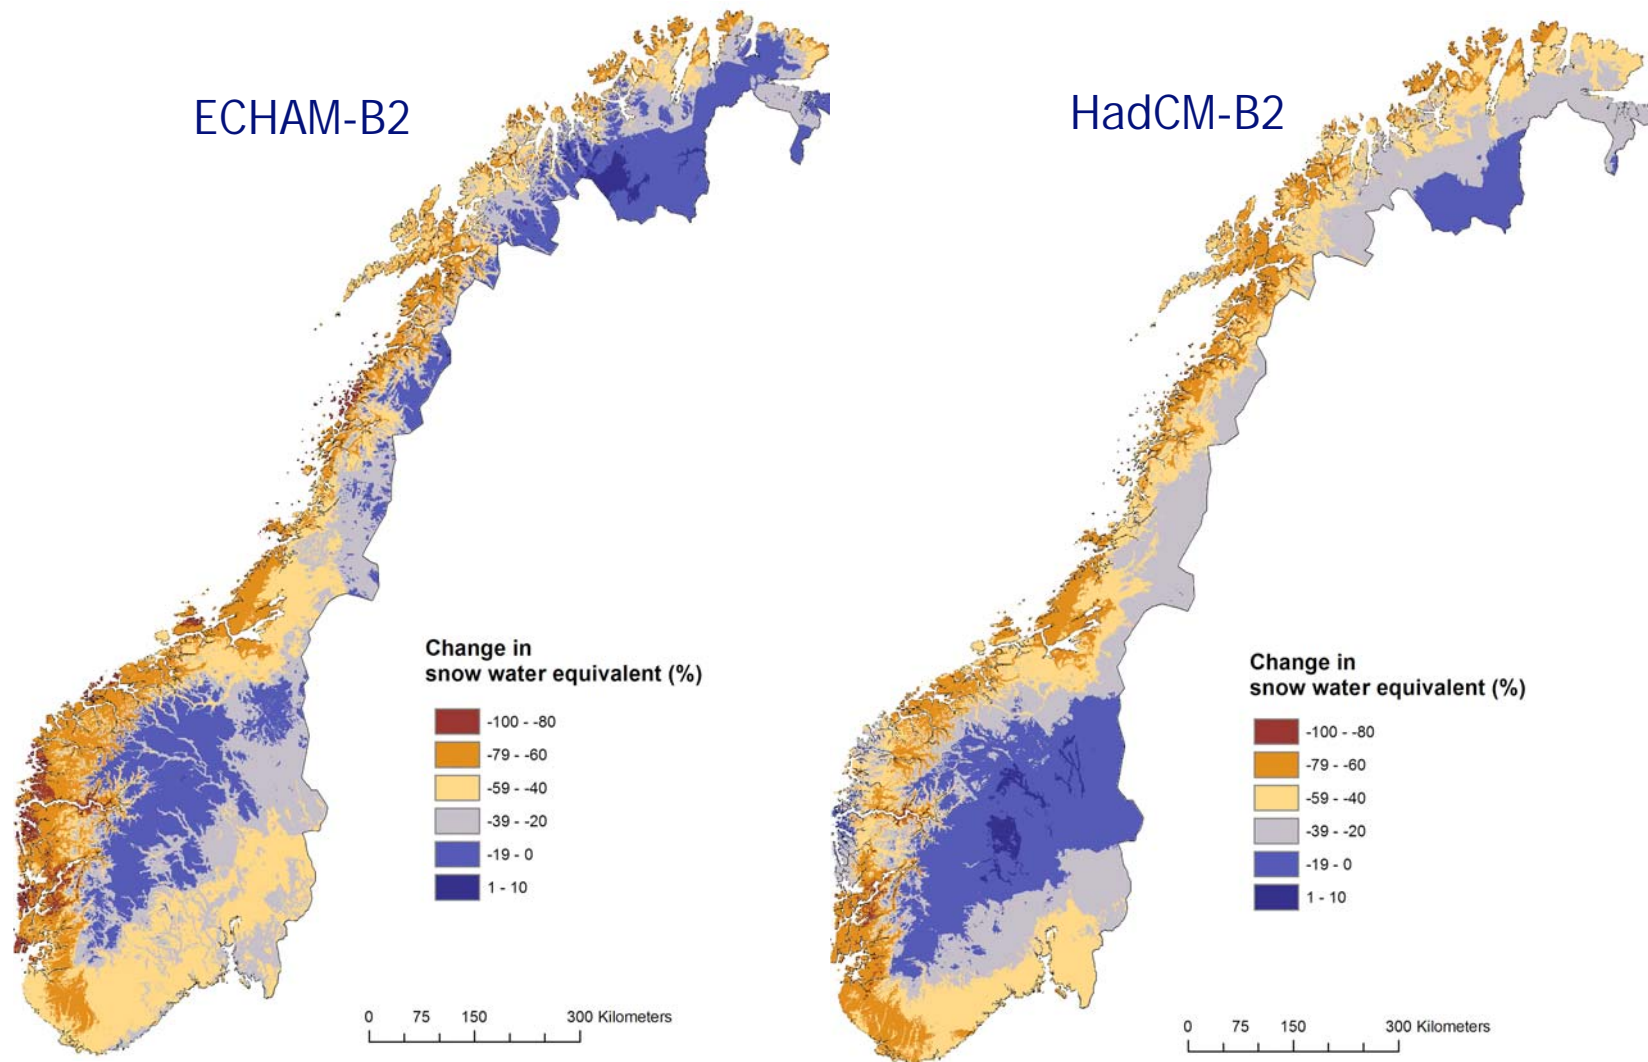 ECHAM-B2
HadCM-B2
Change in
snow water equivalent (%)
-100 - -80
-79 - -60
-59 - -40
-39 - -20
-19 - 0
1 - 10
0 75 150 300 Kilometers
Change in
snow water equivalent (%)
-100 - -80
-79 - -60
-59 - -40
-39 - -20
-19 - 0
1 - 10
0 75 150 300 Kilometers